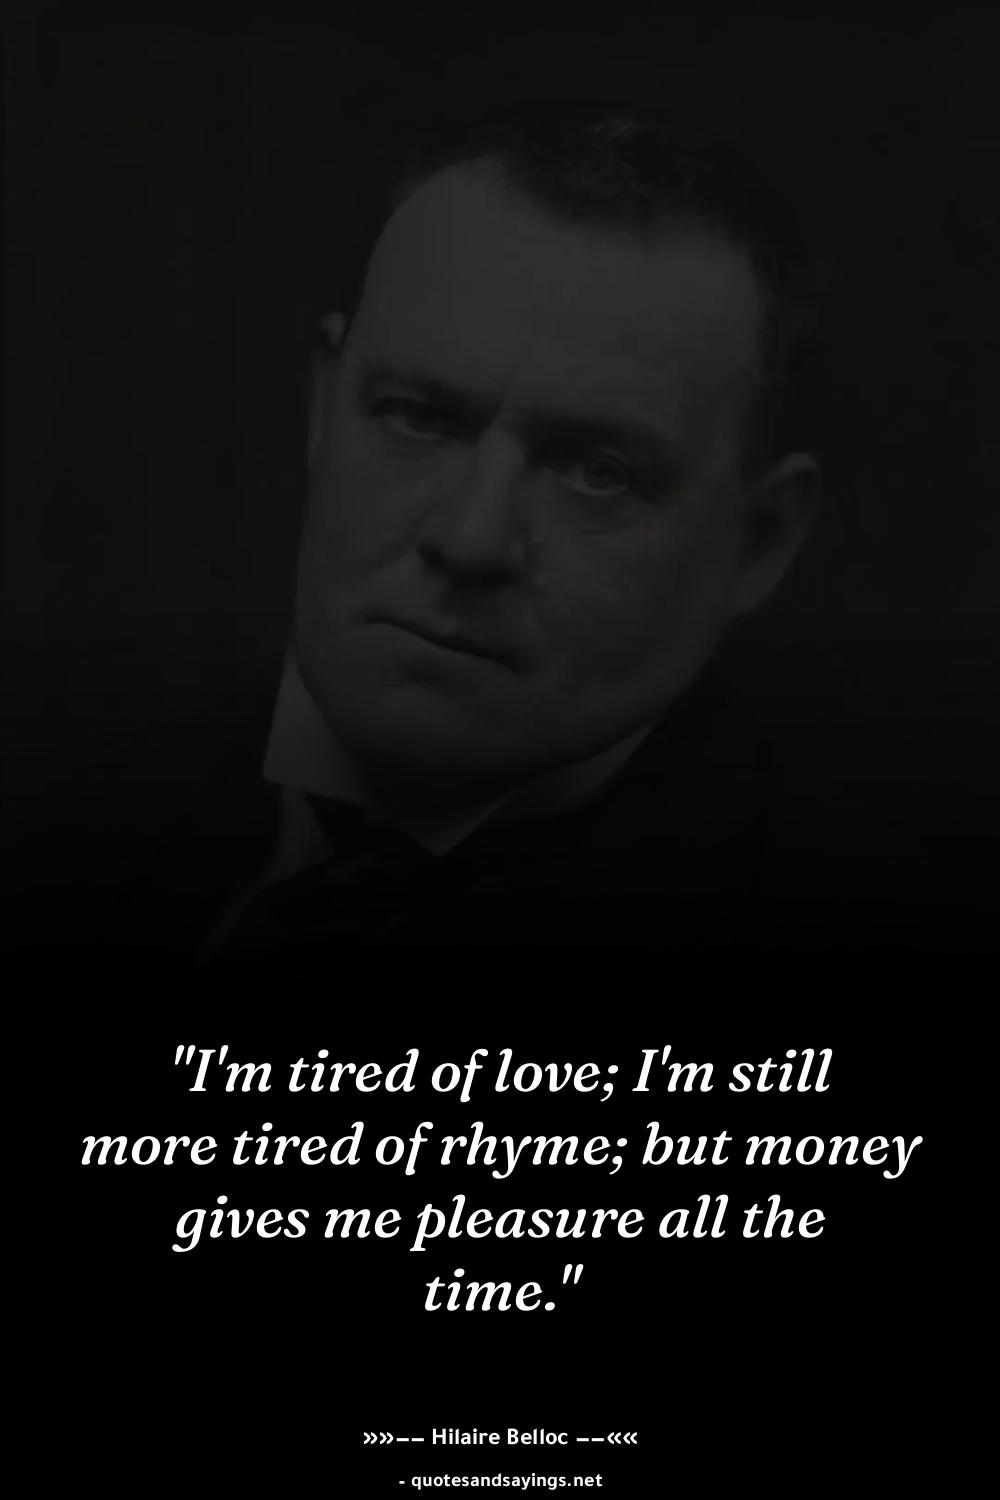 "I'm tired of love; I'm still
more tired of rhyme; but money
gives me pleasure all the
time."
»»–– Hilaire Belloc ––««
- quotesandsayings.net